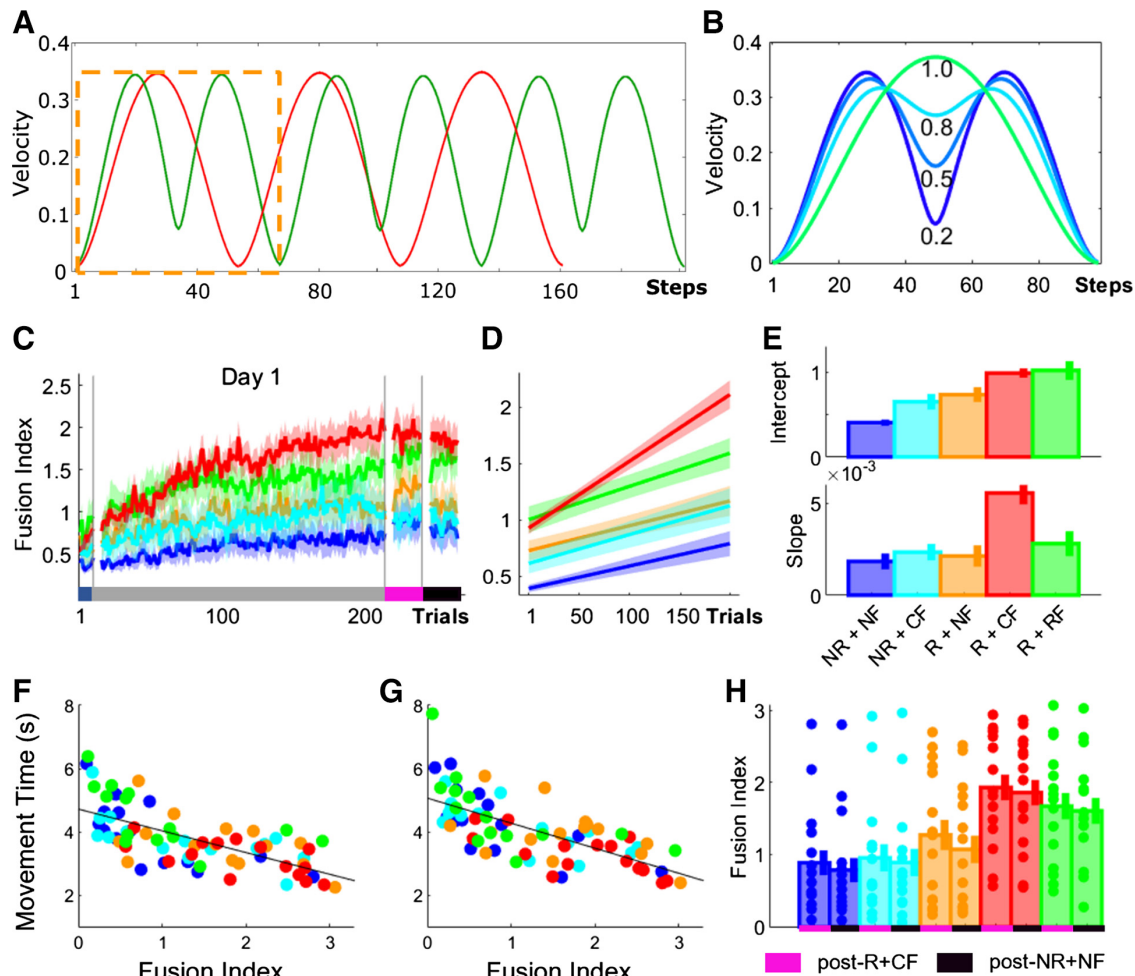 A
B
0.4
0.3
0.2
0.1
0
Velocity
1
40
80
120
160
Steps
0.4
0.3
0.2
0.1
0
Velocity
1.0
0.8
0.5
0.2
1
20
40
60
80
Steps
C
D
E
Day 1
2.5
2
1.5
1
0.5
Fusion Index
1
100
200
Trials
2
1.5
1
0.5
1
50
100
150
Trials
1
0
Intercept
× 10^-3
5
0
Slope
NR + NF
NR + CF
R + NF
R + CF
R + RF
F
G
H
8
6
4
2
Movement Time (s)
0
1
2
3
Fusion Index
8
6
4
2
0
1
2
3
Fusion Index
3
2
1
0
Fusion Index
post-R+CF
post-NR+NF